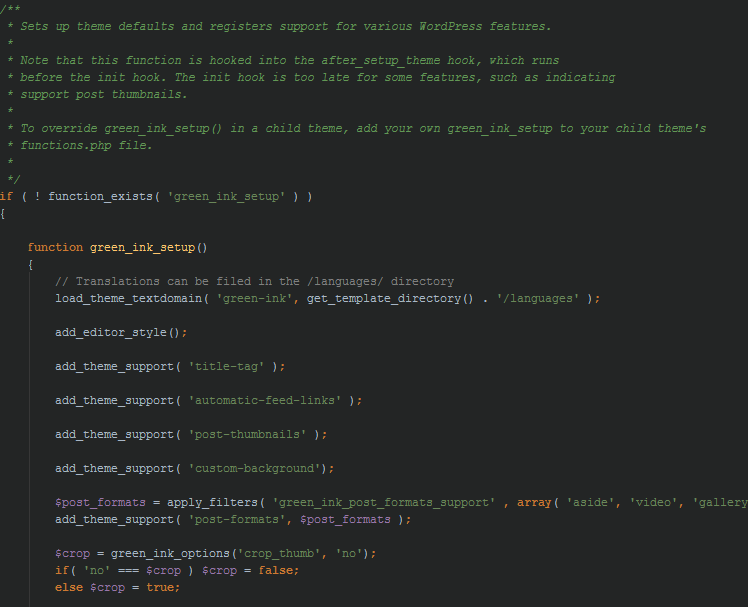 /**
 * Sets up theme defaults and registers support for various WordPress features.
 *
 * Note that this function is hooked into the after_setup_theme hook, which runs
 * before the init hook. The init hook is too late for some features, such as indicating
 * support post thumbnails.
 *
 * To override green_ink_setup() in a child theme, add your own green_ink_setup to your child theme's
 * functions.php file.
 *
 */
if ( ! function_exists( 'green_ink_setup' ) )
{
    function green_ink_setup()
    {
        // Translations can be filed in the /languages/ directory
        load_theme_textdomain( 'green-ink', get_template_directory() . '/languages' );
        add_editor_style();
        add_theme_support( 'title-tag' );
        add_theme_support( 'automatic-feed-links' );
        add_theme_support( 'post-thumbnails' );
        add_theme_support( 'custom-background');
        $post_formats = apply_filters( 'green_ink_post_formats_support' , array( 'aside', 'video', 'gallery
        add_theme_support( 'post-formats', $post_formats );
        $crop = green_ink_options('crop_thumb', 'no');
        if( 'no' === $crop ) $crop = false;
        else $crop = true;